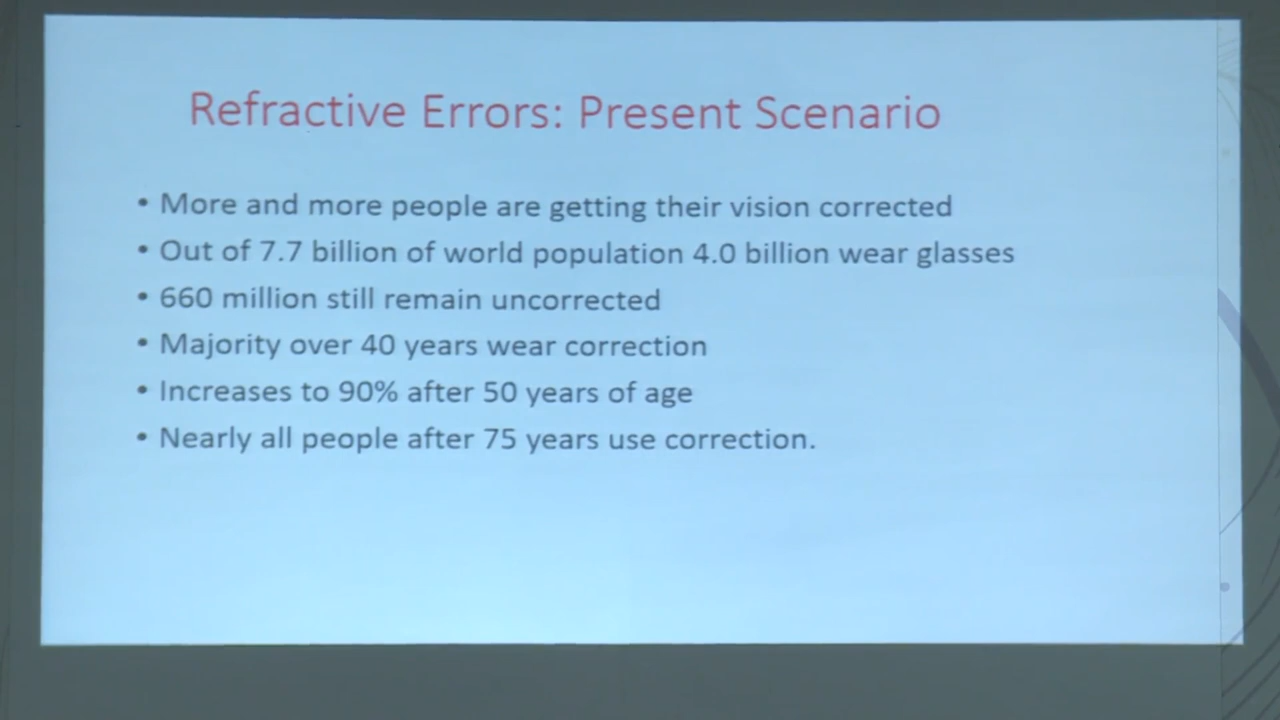 Refractive Errors: Present Scenario
• More and more people are getting their vision corrected
• Out of 7.7 billion of world population 4.0 billion wear glasses
• 660 million still remain uncorrected
• Majority over 40 years wear correction
• Increases to 90% after 50 years of age
• Nearly all people after 75 years use correction.